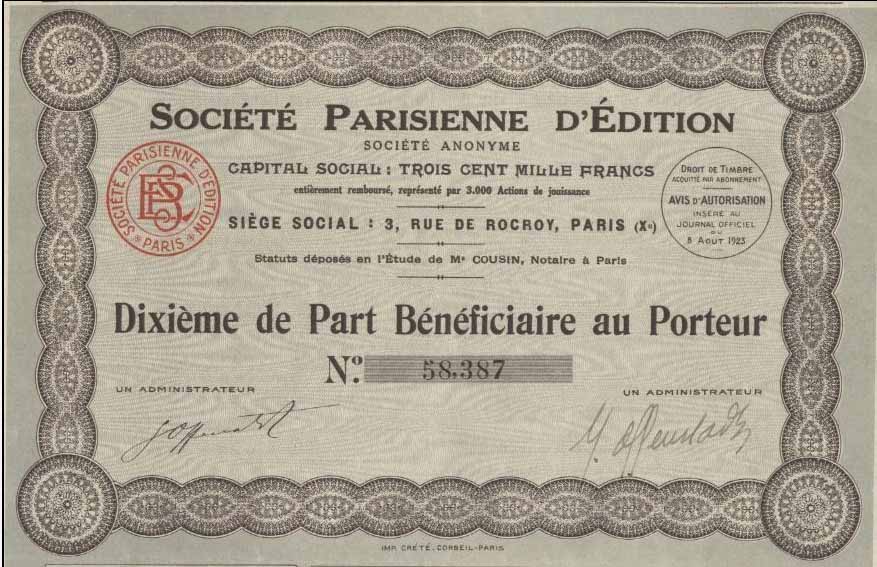 SOCIÉTÉ PARISIENNE D'ÉDITION
SOCIÉTÉ ANONYME
CAPITAL SOCIAL : TROIS CENT MILLE FRANCS
entièrement remboursé, représenté par 3.000 Actions de jouissance
SIÈGE SOCIAL : 3, RUE DE ROCROY, PARIS (Xe)
Statuts déposés en l'Étude de Me COUSIN, Notaire à Paris
SOCIÉTÉ PARISIENNE D'ÉDITION
* PARIS *
DROIT DE TIMBRE
ACQUITTÉ PAR ABONNEMENT
AVIS D'AUTORISATION
INSÉRÉ AU
JOURNAL OFFICIEL
DU
8 AOUT 1923
Dixième de Part Bénéficiaire au Porteur
No. 58.387
UN ADMINISTRATEUR
UN ADMINISTRATEUR
IMP. CRÉTÉ. CORBEIL-PARIS